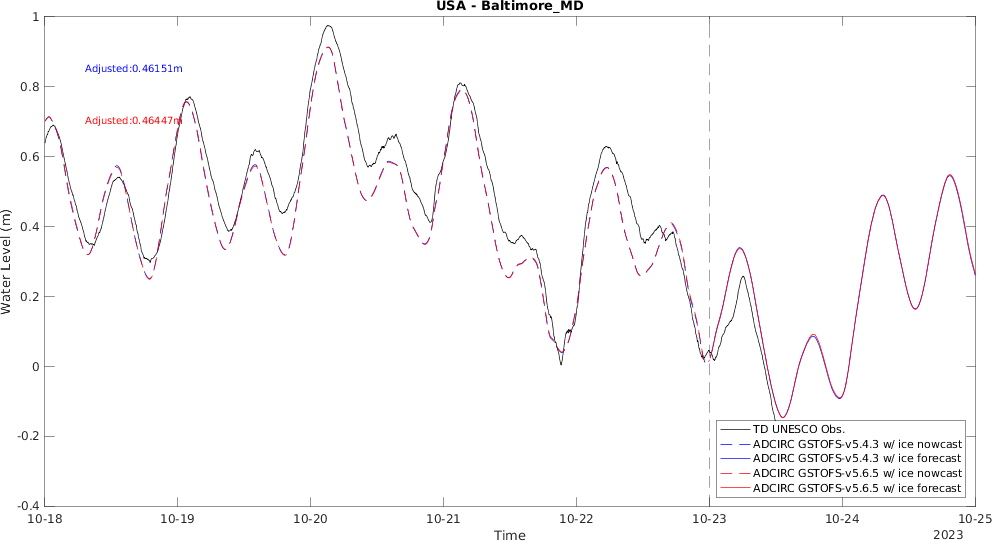 USA - Baltimore_MD
1
0.8
0.6
0.4
0.2
0
-0.2
-0.4
Water Level (m)
Adjusted:0.46151m
Adjusted:0.46447m
TD UNESCO Obs.
ADCIRC GSTOFS-v5.4.3 w/ ice nowcast
ADCIRC GSTOFS-v5.4.3 w/ ice forecast
ADCIRC GSTOFS-v5.6.5 w/ ice nowcast
ADCIRC GSTOFS-v5.6.5 w/ ice forecast
10-18 10-19 10-20 10-21 10-22 10-23 10-24 10-25
Time
2023